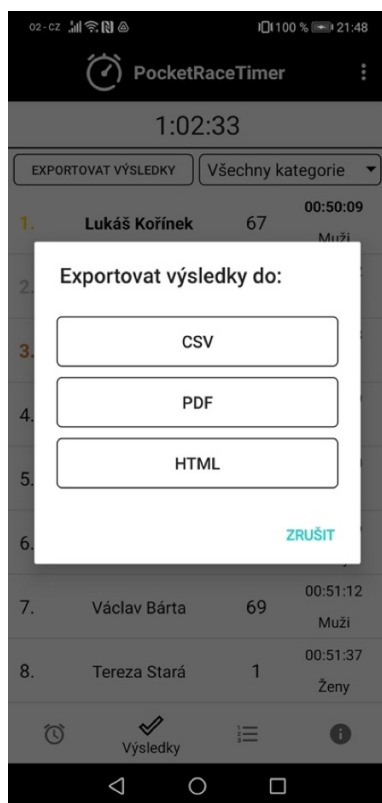 O2-CZ 100 % 21:48
PocketRaceTimer
1:02:33
EXPORTOVAT VÝSLEDKY Všechny kategorie
1. Lukáš Kořínek 67 00:50:09
Muži
2.
Exportovat výsledky do:
3.
CSV
4.
PDF
HTML
5.
ZRUŠIT
6.
7. Václav Bárta 69 00:51:12
Muži
8. Tereza Stará 1 00:51:37
Ženy
Výsledky